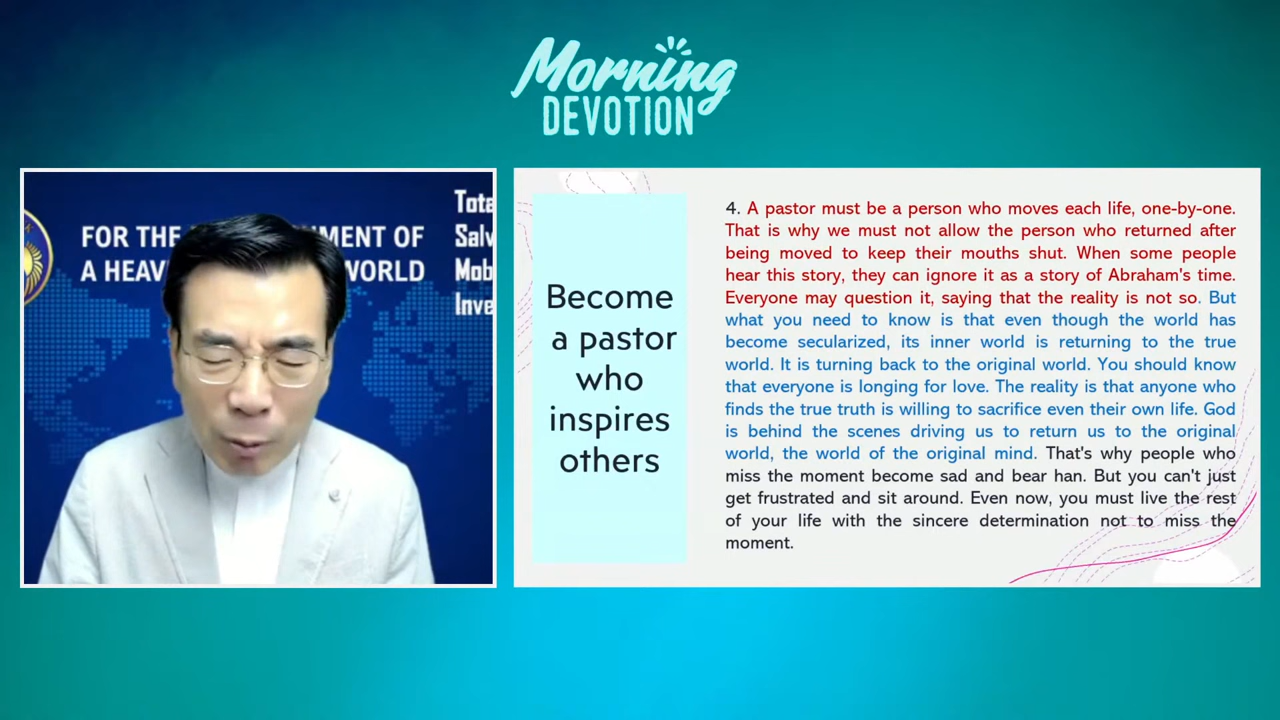 Morning
DEVOTION
FOR THE
MENT OF
A HEAV
WORLD
Become
a pastor
who
inspires
others
4. A pastor must be a person who moves each life, one-by-one.
That is why we must not allow the person who returned after
being moved to keep their mouths shut. When some people
hear this story, they can ignore it as a story of Abraham's time.
Everyone may question it, saying that the reality is not so. But
what you need to know is that even though the world has
become secularized, its inner world is returning to the true
world. It is turning back to the original world. You should know
that everyone is longing for love. The reality is that anyone who
finds the true truth is willing to sacrifice even their own life. God
is behind the scenes driving us to return us to the original
world, the world of the original mind. That's why people who
miss the moment become sad and bear han. But you can't just
get frustrated and sit around. Even now, you must live the rest
of your life with the sincere determination not to miss the
moment.